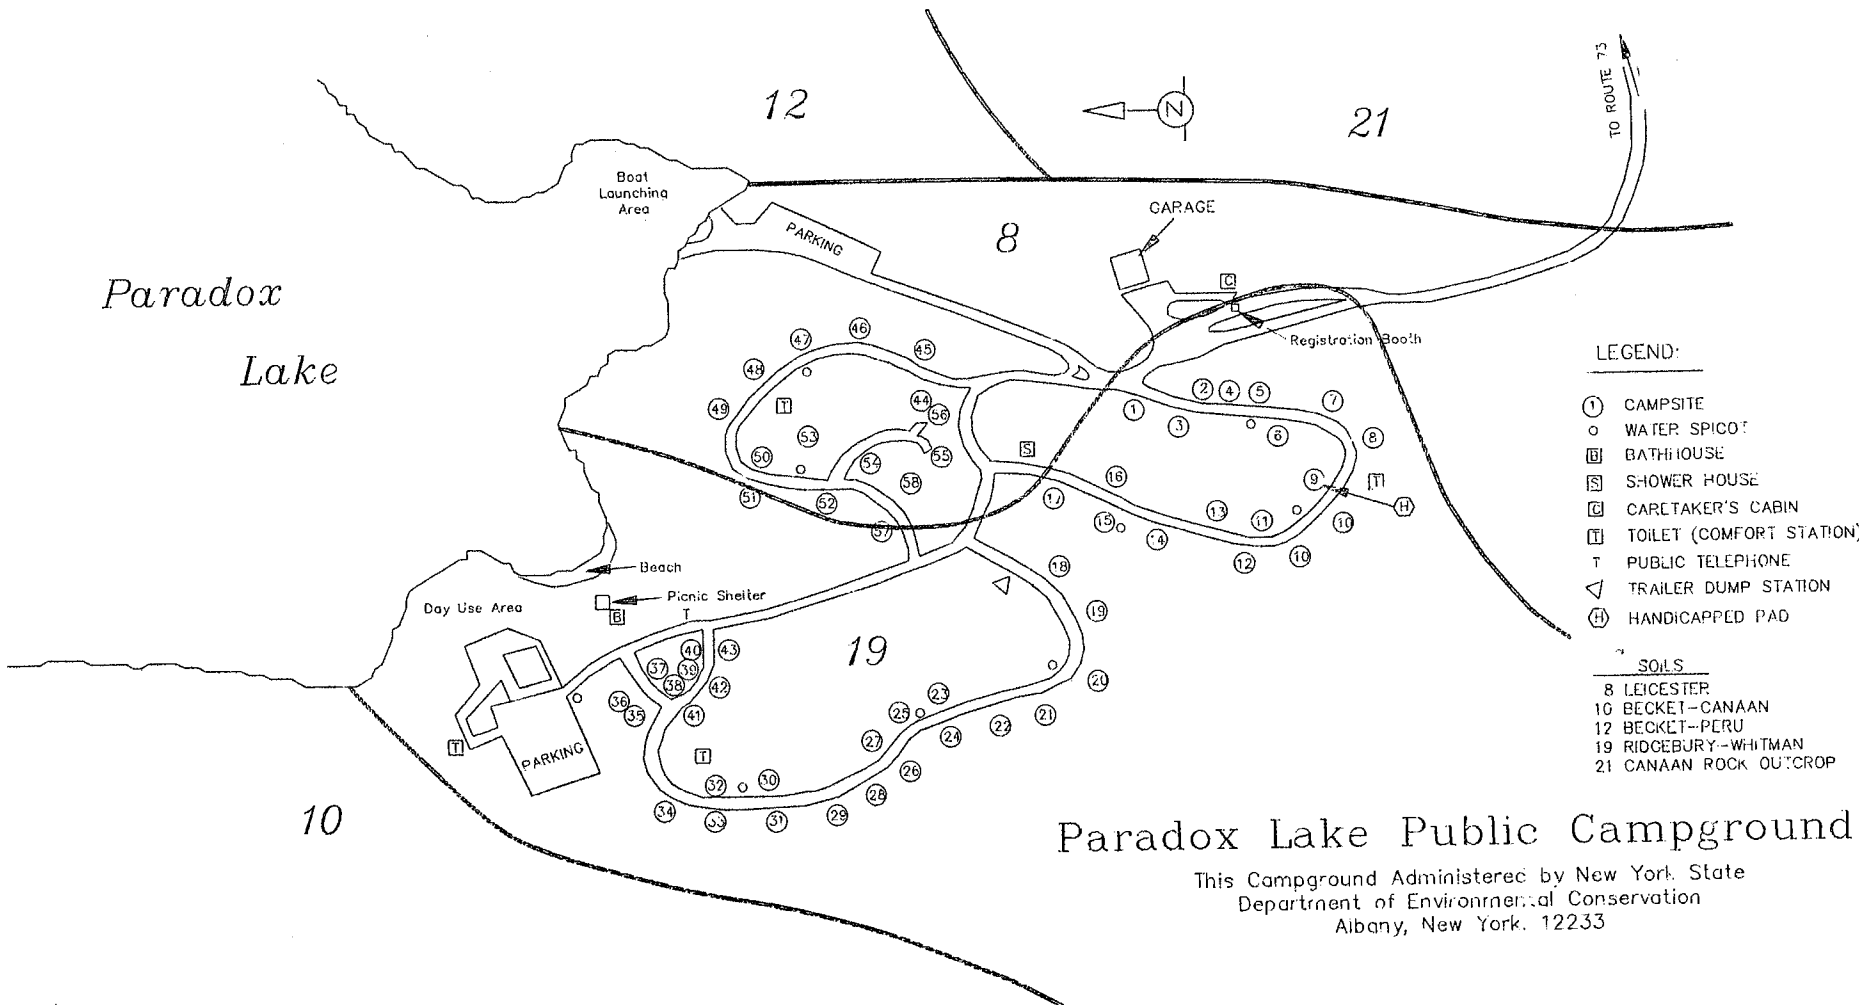 12
21
TO ROUTE 73
N
Boat
Launching
Area
PARKING
8
GARAGE
C
Registration Booth
Paradox
Lake
46
47
45
48
49
T
44
56
53
50
54
55
58
51
52
57
S
1
2
4
5
3
6
7
8
9
T
H
16
17
15
14
13
11
12
10
10
18
19
20
21
22
23
24
25
26
27
28
29
30
31
32
33
34
T
Beach
Picnic Shelter
B
T
Day Use Area
40
43
37
39
38
42
36
35
41
T
PARKING
19
10
LEGEND:
1 CAMPSITE
WATER SPICOT
B BATHHOUSE
S SHOWER HOUSE
C CARETAKER'S CABIN
T TOILET (COMFORT STATION)
T PUBLIC TELEPHONE
TRAILER DUMP STATION
H HANDICAPPED PAD
SOILS
8 LEICESTER
10 BECKET-CANAAN
12 BECKET-PERU
19 RIDGEBURY-WHITMAN
21 CANAAN ROCK OUTCROP
Paradox Lake Public Campground
This Campground Administered by New York State
Department of Environmental Conservation
Albany, New York. 12233